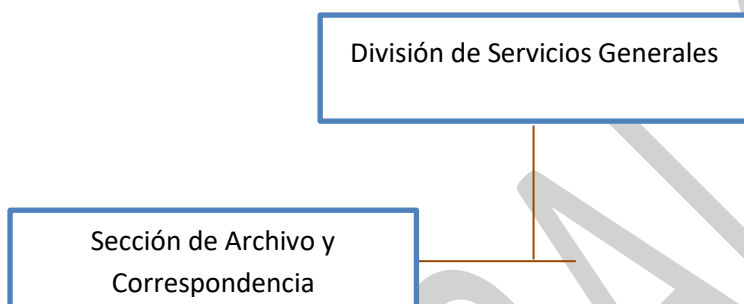 División de Servicios Generales
Sección de Archivo y
Correspondencia